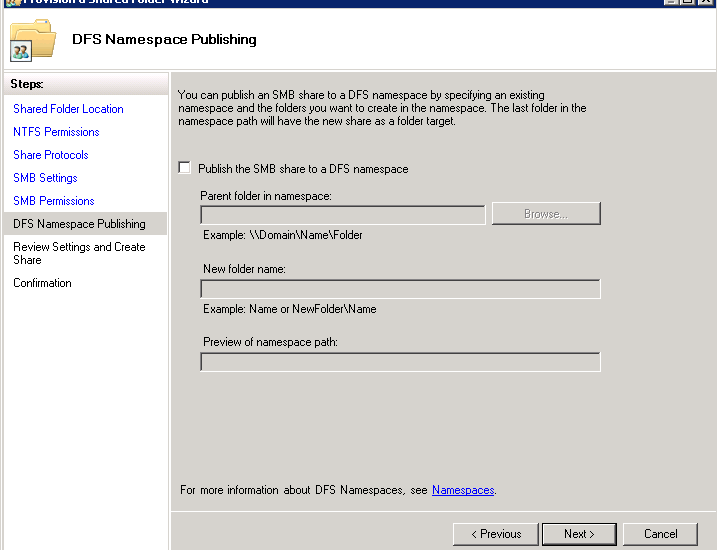 Provision a Shared Folder Wizard
DFS Namespace Publishing
Steps:
Shared Folder Location
NTFS Permissions
Share Protocols
SMB Settings
SMB Permissions
DFS Namespace Publishing
Review Settings and Create
Share
Confirmation
You can publish an SMB share to a DFS namespace by specifying an existing
namespace and the folders you want to create in the namespace. The last folder in the
namespace path will have the new share as a folder target.
Publish the SMB share to a DFS namespace
Parent folder in namespace:
Browse...
Example: \\Domain\Name\Folder
New folder name:
Example: Name or NewFolder\Name
Preview of namespace path:
For more information about DFS Namespaces, see Namespaces.
< Previous
Next >
Cancel